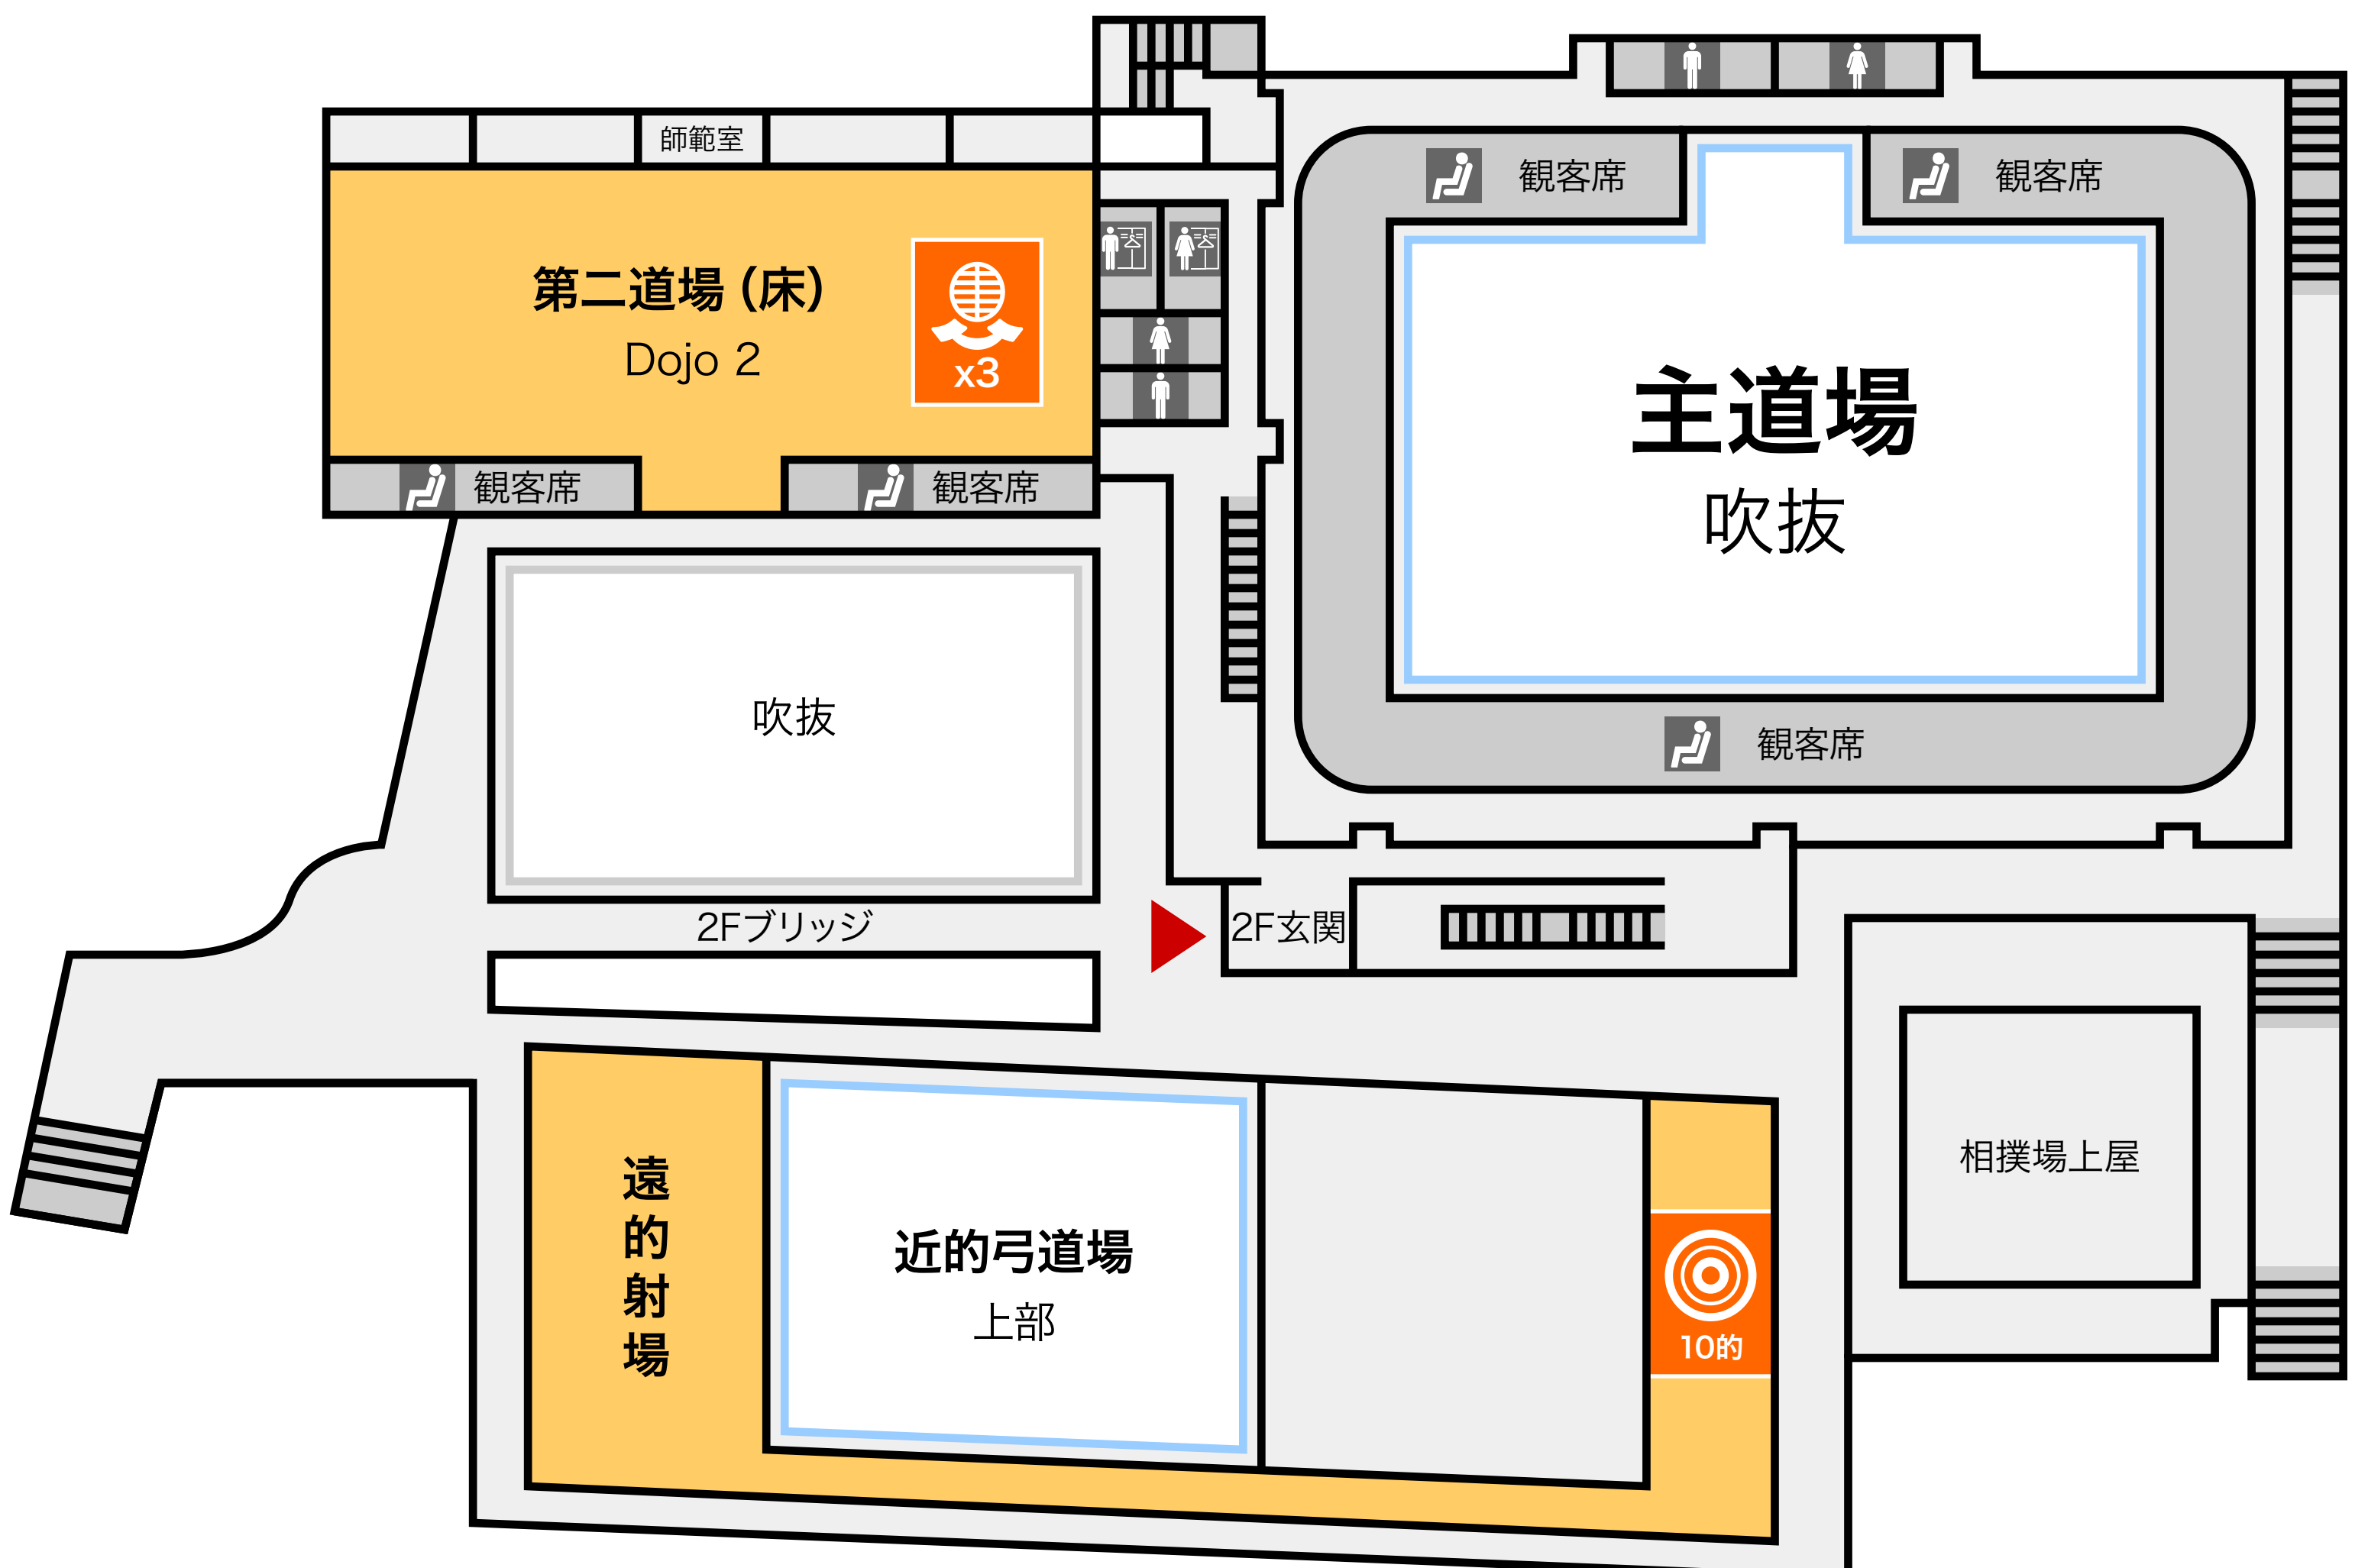 師範室
第二道場(床)
Dojo 2
x3
観客席
観客席
観客席
観客席
主道場
吹抜
観客席
吹抜
2Fブリッジ
2F玄関
遠的射場
近的弓道場
上部
10的
相撲場上屋